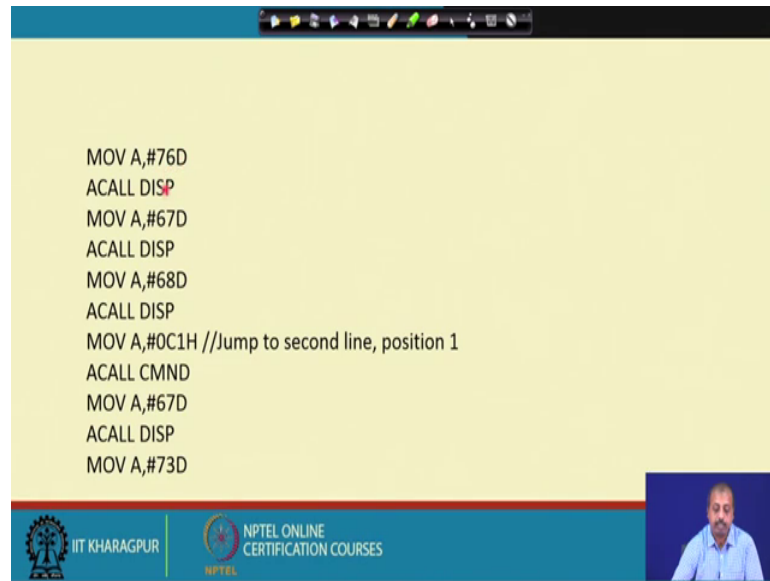 MOV A,#76D
ACALL DISP
MOV A,#67D
ACALL DISP
MOV A,#68D
ACALL DISP
MOV A,#0C1H //Jump to second line, position 1
ACALL CMND
MOV A,#67D
ACALL DISP
MOV A,#73D
IIT KHARAGPUR
NPTEL
NPTEL ONLINE
CERTIFICATION COURSES